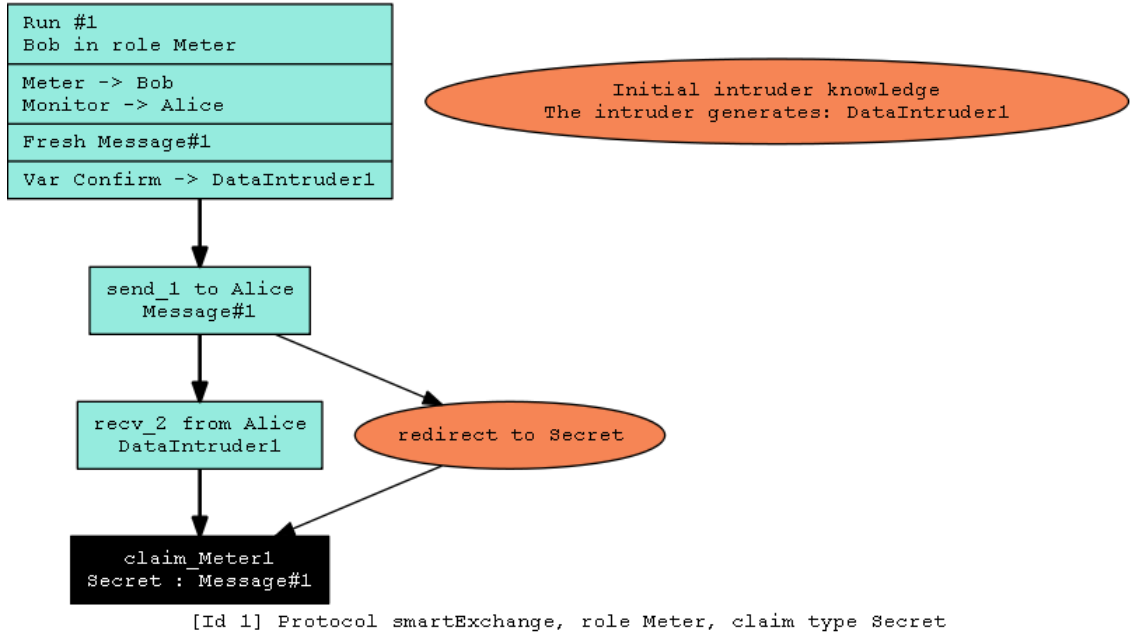 Run #1
Bob in role Meter
Meter -> Bob
Monitor -> Alice
Fresh Message#1
Var Confirm -> DataIntruder1
Initial intruder knowledge
The intruder generates: DataIntruder1
send_1 to Alice
Message#1
recv_2 from Alice
DataIntruder1
redirect to Secret
claim_Meter1
Secret : Message#1
[Id 1] Protocol smartExchange, role Meter, claim type Secret